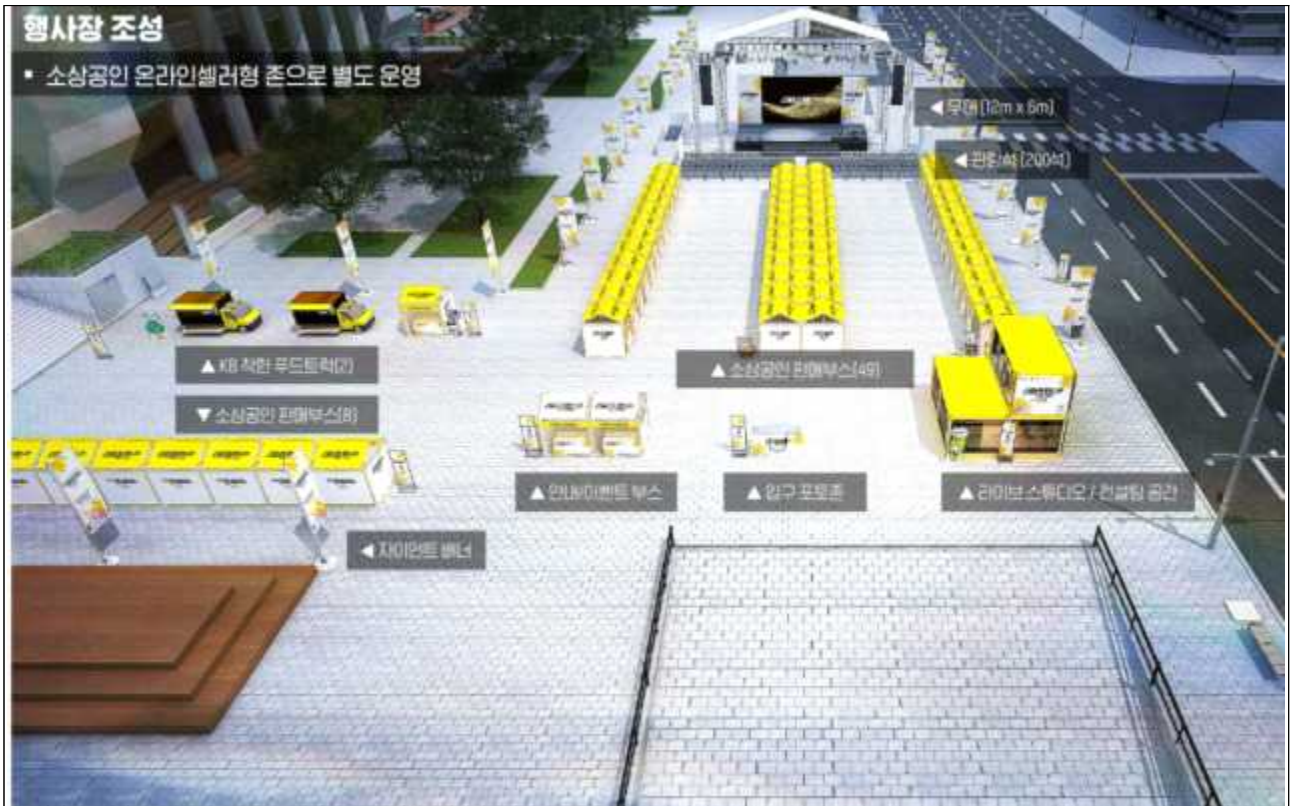 행사장 조성
▪ 소상공인 온라인셀러형 존으로 별도 운영
◀ 무대 (12m x 6m)
◀ 관람석 (200석)
▲ KB 착한 푸드트럭(2)
▲ 소상공인 판매부스(49)
▼ 소상공인 판매부스(8)
▲ 안내/이벤트 부스
▲ 입구 포토존
▲ 라이브 스튜디오 / 컨설팅 공간
◀ 자이언트 배너